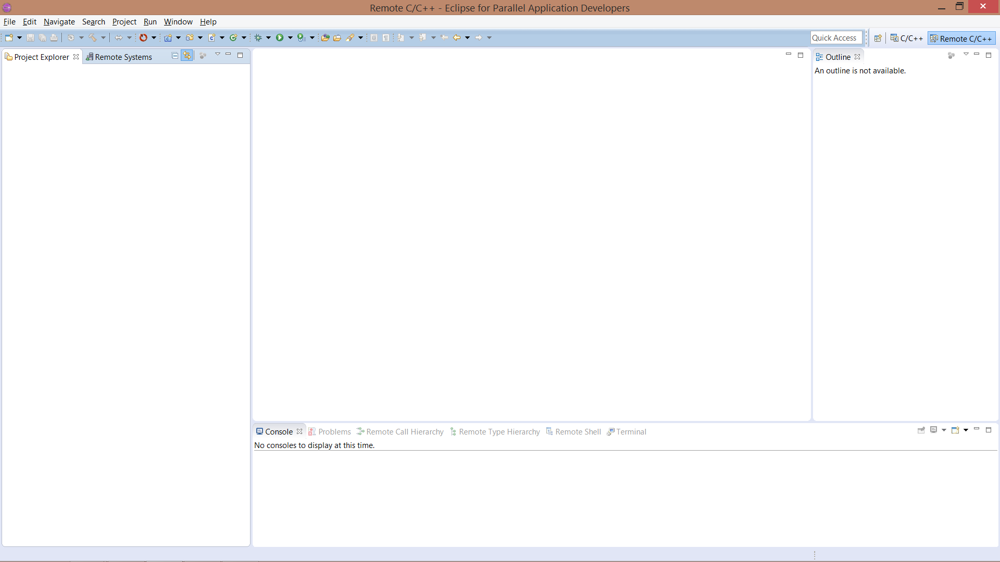 Remote C/C++ - Eclipse for Parallel Application Developers
File Edit Navigate Search Project Run Window Help
Quick Access C/C++ Remote C/C++
Project Explorer Remote Systems
Outline
An outline is not available.
Console Problems Remote Call Hierarchy Remote Type Hierarchy Remote Shell Terminal
No consoles to display at this time.